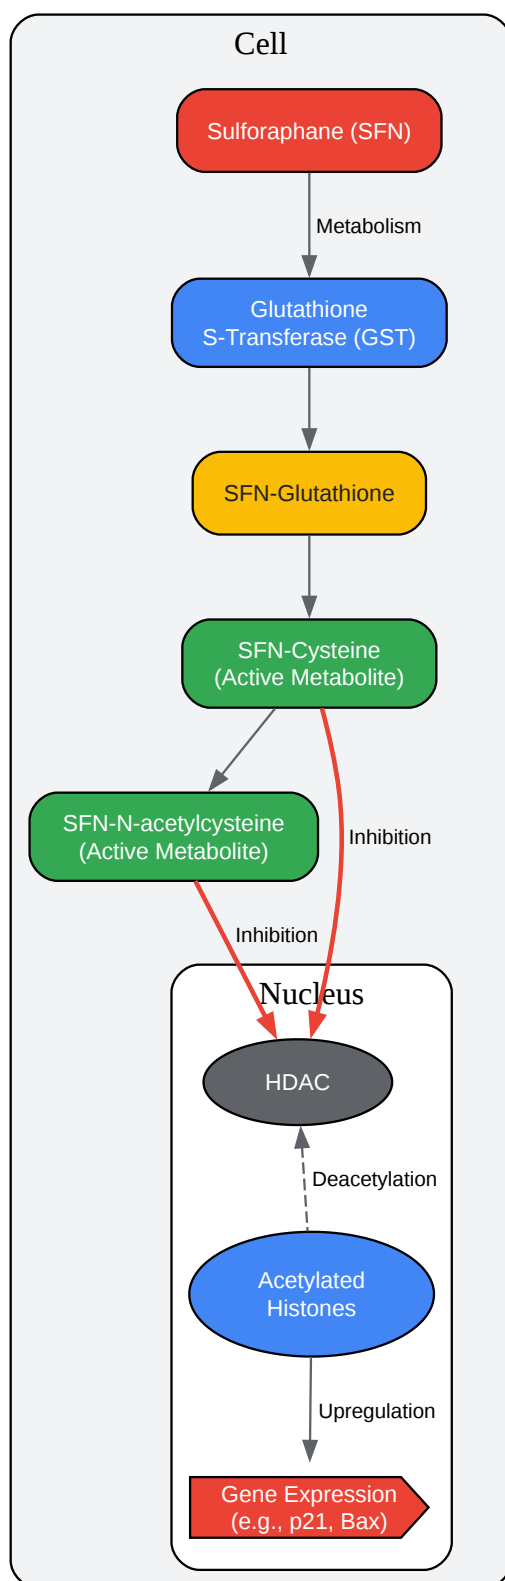 Cell
Sulforaphane (SFN)
Metabolism
Glutathione
S-Transferase (GST)
SFN-Glutathione
SFN-Cysteine
(Active Metabolite)
SFN-N-acetylcysteine
(Active Metabolite)
Inhibition
Inhibition
Nucleus
HDAC
Deacetylation
Acetylated
Histones
Upregulation
Gene Expression
(e.g., p21, Bax)